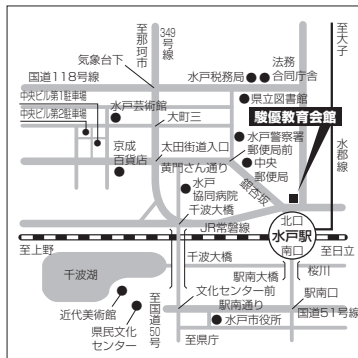 至那珂市
349号線
至大子
気象台下
国道118号線
水戸税務局
法務
合同庁舎
中央ビル第1駐車場
中央ビル第2駐車場
水戸芸術館
県立図書館
大町三
駿優教育会館
水戸警察署
郵便局前
水郡線
京成
百貨店
太田街道入口
黄門さん通り
中央
郵便局
銀杏坂
水戸
協同病院
千波大橋
北口
水戸駅
南口
JR常磐線
至上野
至日立
千波湖
千波大橋
駅南大橋
桜川
近代美術館
県民文化
センター
至国道50号
文化センター前
駅南通り
駅南口
国道51号線
水戸市役所
至県庁